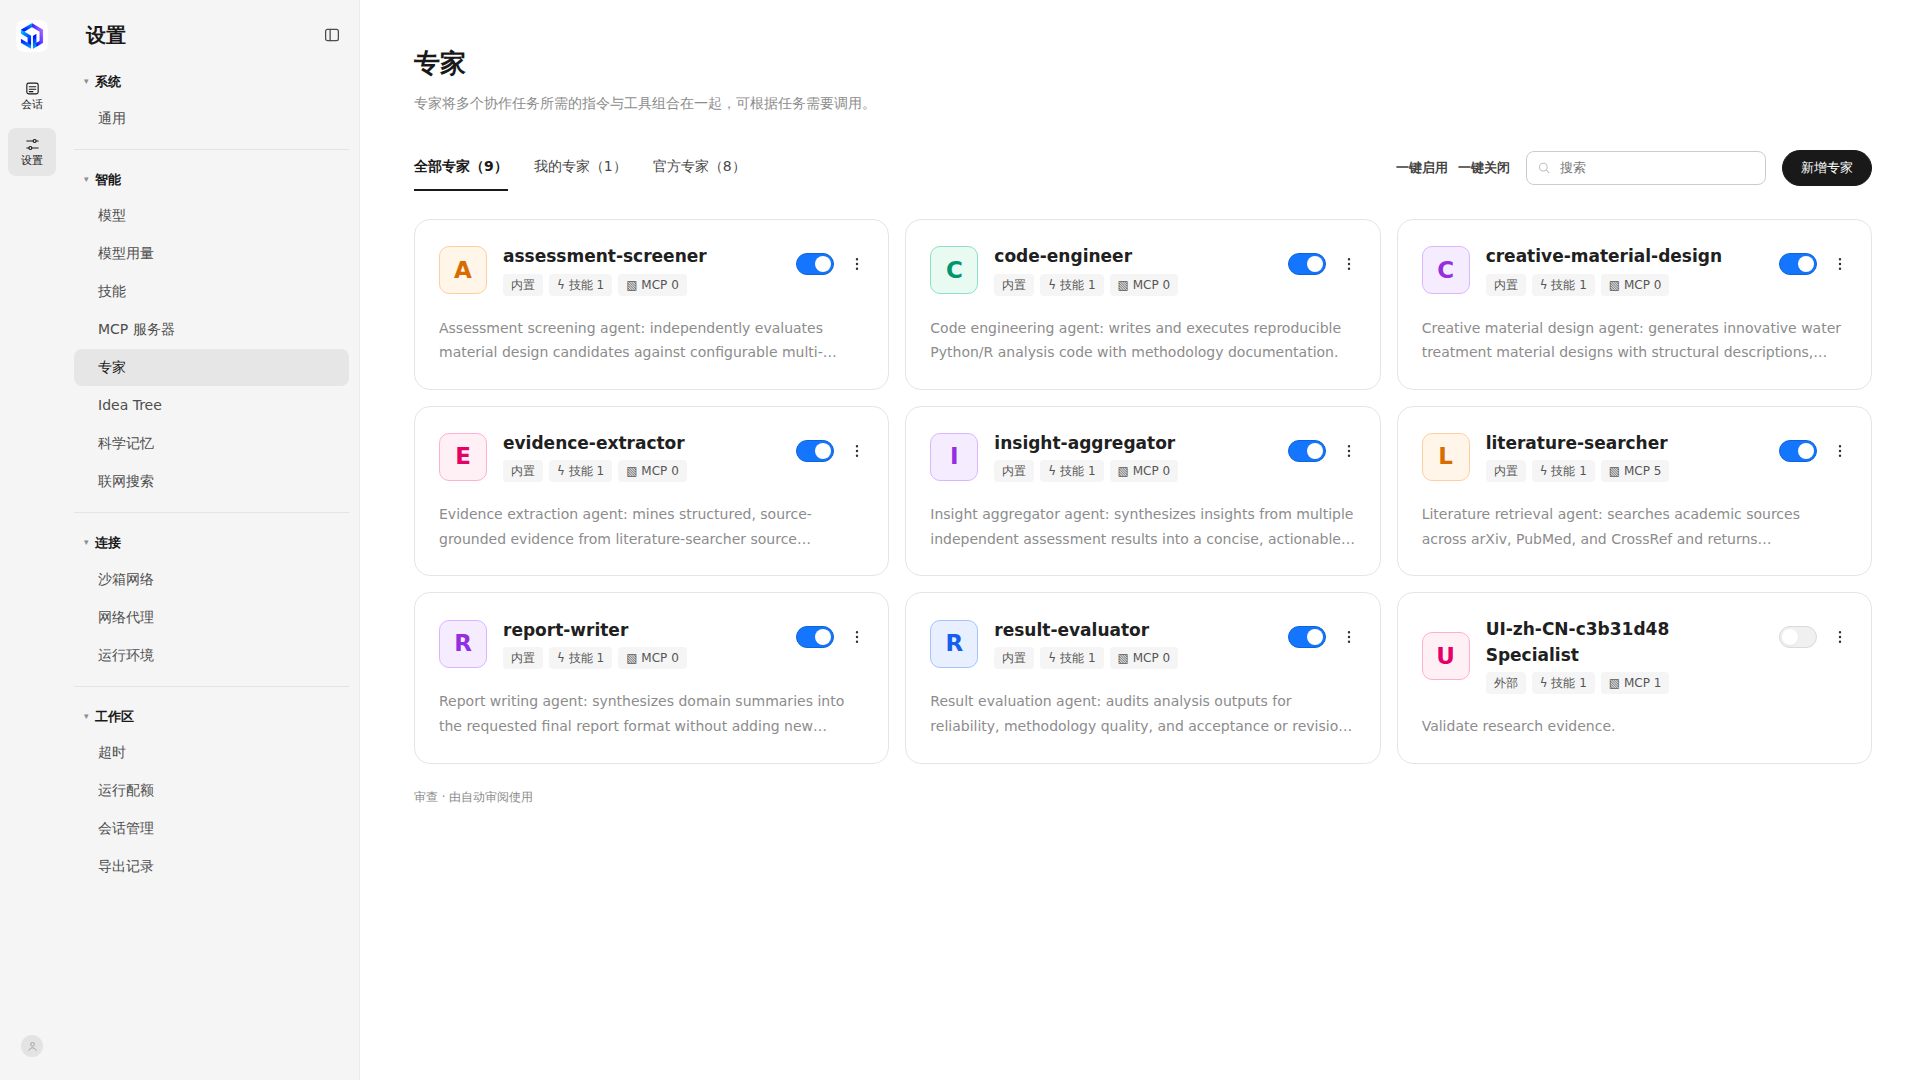 会话
设置
设置
系统
通用
智能
模型
模型用量
技能
MCP 服务器
专家
Idea Tree
科学记忆
联网搜索
连接
沙箱网络
网络代理
运行环境
工作区
超时
运行配额
会话管理
导出记录
专家
专家将多个协作任务所需的指令与工具组合在一起，可根据任务需要调用。
全部专家（9） 我的专家（1） 官方专家（8）
一键启用 一键关闭 搜索 新增专家
A
assessment-screener
内置 技能 1 MCP 0
Assessment screening agent: independently evaluates
material design candidates against configurable multi-...
C
code-engineer
内置 技能 1 MCP 0
Code engineering agent: writes and executes reproducible
Python/R analysis code with methodology documentation.
C
creative-material-design
内置 技能 1 MCP 0
Creative material design agent: generates innovative water
treatment material designs with structural descriptions,...
E
evidence-extractor
内置 技能 1 MCP 0
Evidence extraction agent: mines structured, source-
grounded evidence from literature-searcher source...
I
insight-aggregator
内置 技能 1 MCP 0
Insight aggregator agent: synthesizes insights from multiple
independent assessment results into a concise, actionable...
L
literature-searcher
内置 技能 1 MCP 5
Literature retrieval agent: searches academic sources
across arXiv, PubMed, and CrossRef and returns...
R
report-writer
内置 技能 1 MCP 0
Report writing agent: synthesizes domain summaries into
the requested final report format without adding new...
R
result-evaluator
内置 技能 1 MCP 0
Result evaluation agent: audits analysis outputs for
reliability, methodology quality, and acceptance or revisio...
U
UI-zh-CN-c3b31d48
Specialist
外部 技能 1 MCP 1
Validate research evidence.
审查 · 由自动审阅使用